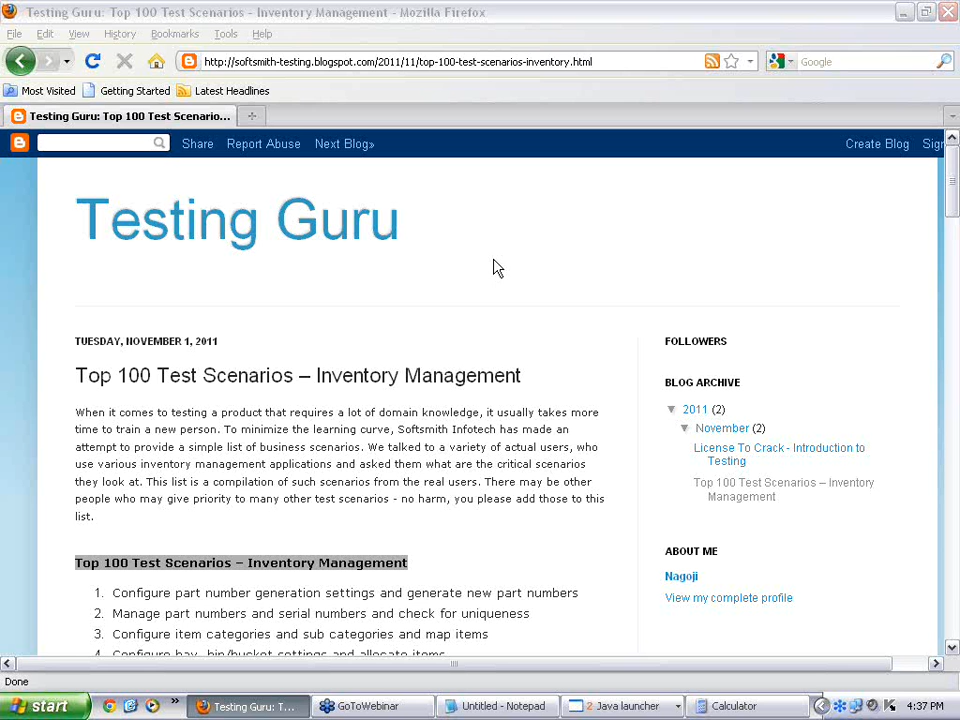 Testing Guru: Top 100 Test Scenarios - Inventory Management - Mozilla Firefox
File Edit View History Bookmarks Tools Help
http://softsmith-testing.blogspot.com/2011/11/top-100-test-scenarios-inventory.html
Google
Most Visited Getting Started Latest Headlines
Testing Guru: Top 100 Test Scenario...
Share Report Abuse Next Blog» Create Blog Sign
Testing Guru
TUESDAY, NOVEMBER 1, 2011
Top 100 Test Scenarios – Inventory Management
When it comes to testing a product that requires a lot of domain knowledge, it usually takes more
time to train a new person. To minimize the learning curve, Softsmith Infotech has made an
attempt to provide a simple list of business scenarios. We talked to a variety of actual users, who
use various inventory management applications and asked them what are the critical scenarios
they look at. This list is a compilation of such scenarios from the real users. There may be other
people who may give priority to many other test scenarios - no harm, you please add those to this
list.
Top 100 Test Scenarios – Inventory Management
1. Configure part number generation settings and generate new part numbers
2. Manage part numbers and serial numbers and check for uniqueness
3. Configure item categories and sub categories and map items
4. Configure bay, bin/bucket settings and allocate items
FOLLOWERS
BLOG ARCHIVE
▼ 2011 (2)
▼ November (2)
License To Crack - Introduction to
Testing
Top 100 Test Scenarios – Inventory
Management
ABOUT ME
Nagoji
View my complete profile
Done
start
Testing Guru: T...
GoToWebinar
Untitled - Notepad
2 Java launcher
Calculator
4:37 PM